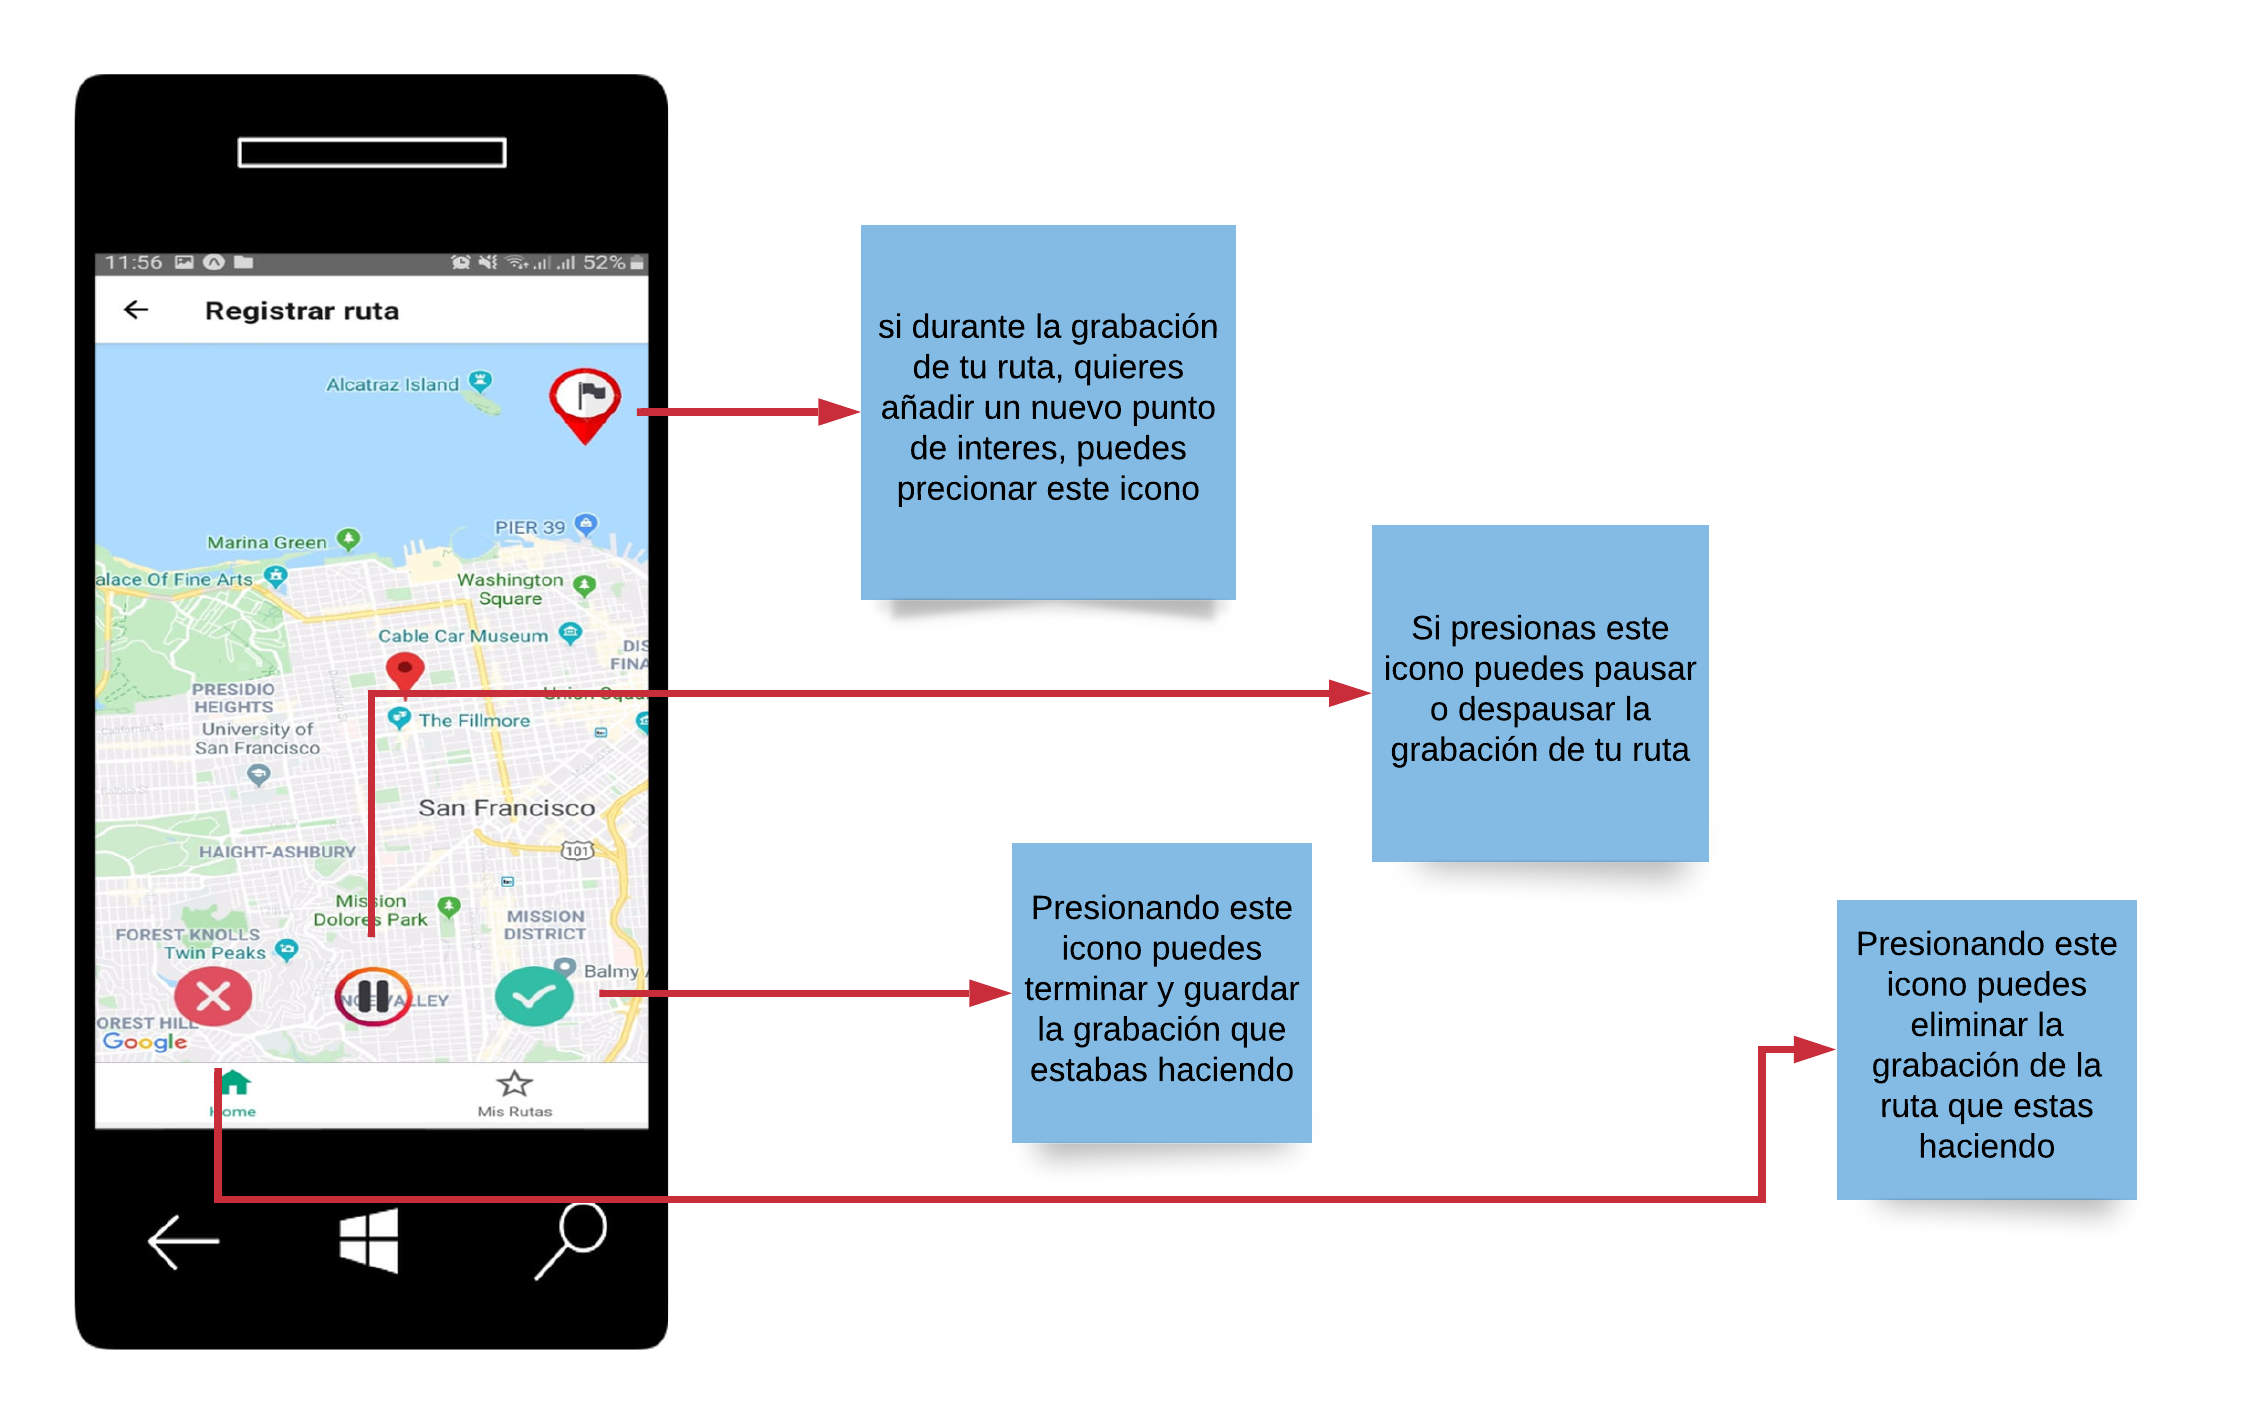 11:56
52%
Registrar ruta
Alcatraz Island
PIER 39
Marina Green
alace Of Fine Arts
Washington
Square
Cable Car Museum
DIS
FINA
PRESIDIO
HEIGHTS
The Fillmore
University of
San Francisco
San Francisco
101
HAIGHT-ASHBURY
Mission
Dolores Park
MISSION
DISTRICT
FOREST KNOLLS
Twin Peaks
Balmy
VALLEY
OREST HILL
Google
Home
Mis Rutas
si durante la grabación
de tu ruta, quieres
añadir un nuevo punto
de interes, puedes
precionar este icono
Si presionas este
icono puedes pausar
o despausar la
grabación de tu ruta
Presionando este
icono puedes
terminar y guardar
la grabación que
estabas haciendo
Presionando este
icono puedes
eliminar la
grabación de la
ruta que estas
haciendo